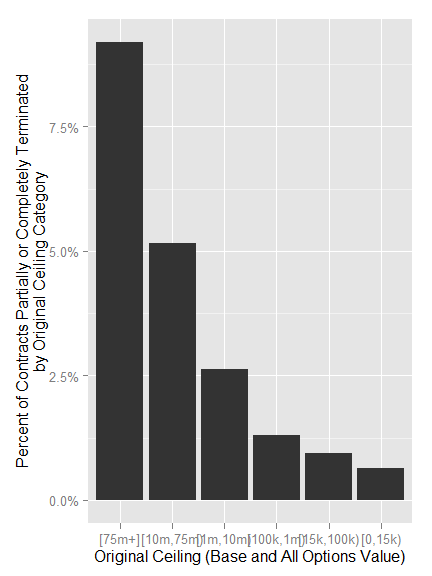 Percent of Contracts Partially or Completely Terminated
by Original Ceiling Category
7.5%
5.0%
2.5%
0.0%
[75m+] [10m,75m) [1m,10m) [100k,1m) [15k,100k) [0,15k)
Original Ceiling (Base and All Options Value)